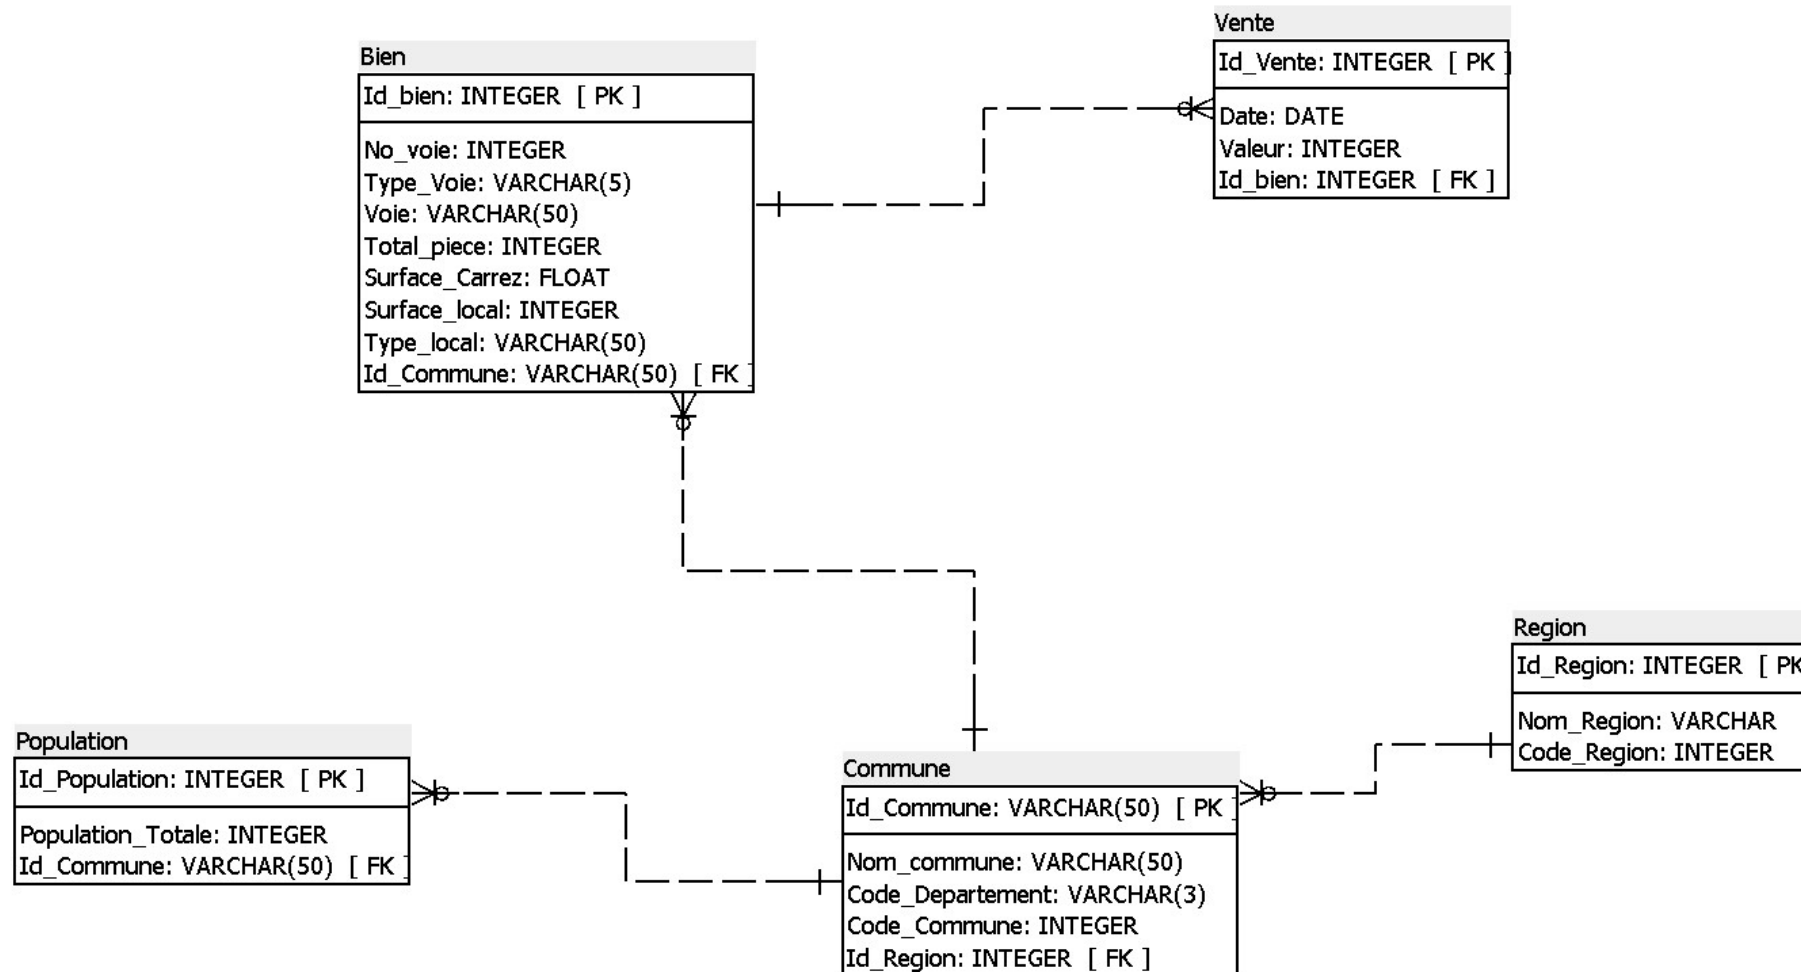 Bien
Id_bien: INTEGER [ PK ]
No_voie: INTEGER
Type_Voie: VARCHAR(5)
Voie: VARCHAR(50)
Total_piece: INTEGER
Surface_Carrez: FLOAT
Surface_local: INTEGER
Type_local: VARCHAR(50)
Id_Commune: VARCHAR(50) [ FK ]
Vente
Id_Vente: INTEGER [ PK ]
Date: DATE
Valeur: INTEGER
Id_bien: INTEGER [ FK ]
Population
Id_Population: INTEGER [ PK ]
Population_Totale: INTEGER
Id_Commune: VARCHAR(50) [ FK ]
Commune
Id_Commune: VARCHAR(50) [ PK ]
Nom_commune: VARCHAR(50)
Code_Departement: VARCHAR(3)
Code_Commune: INTEGER
Id_Region: INTEGER [ FK ]
Region
Id_Region: INTEGER [ PK
Nom_Region: VARCHAR
Code_Region: INTEGER